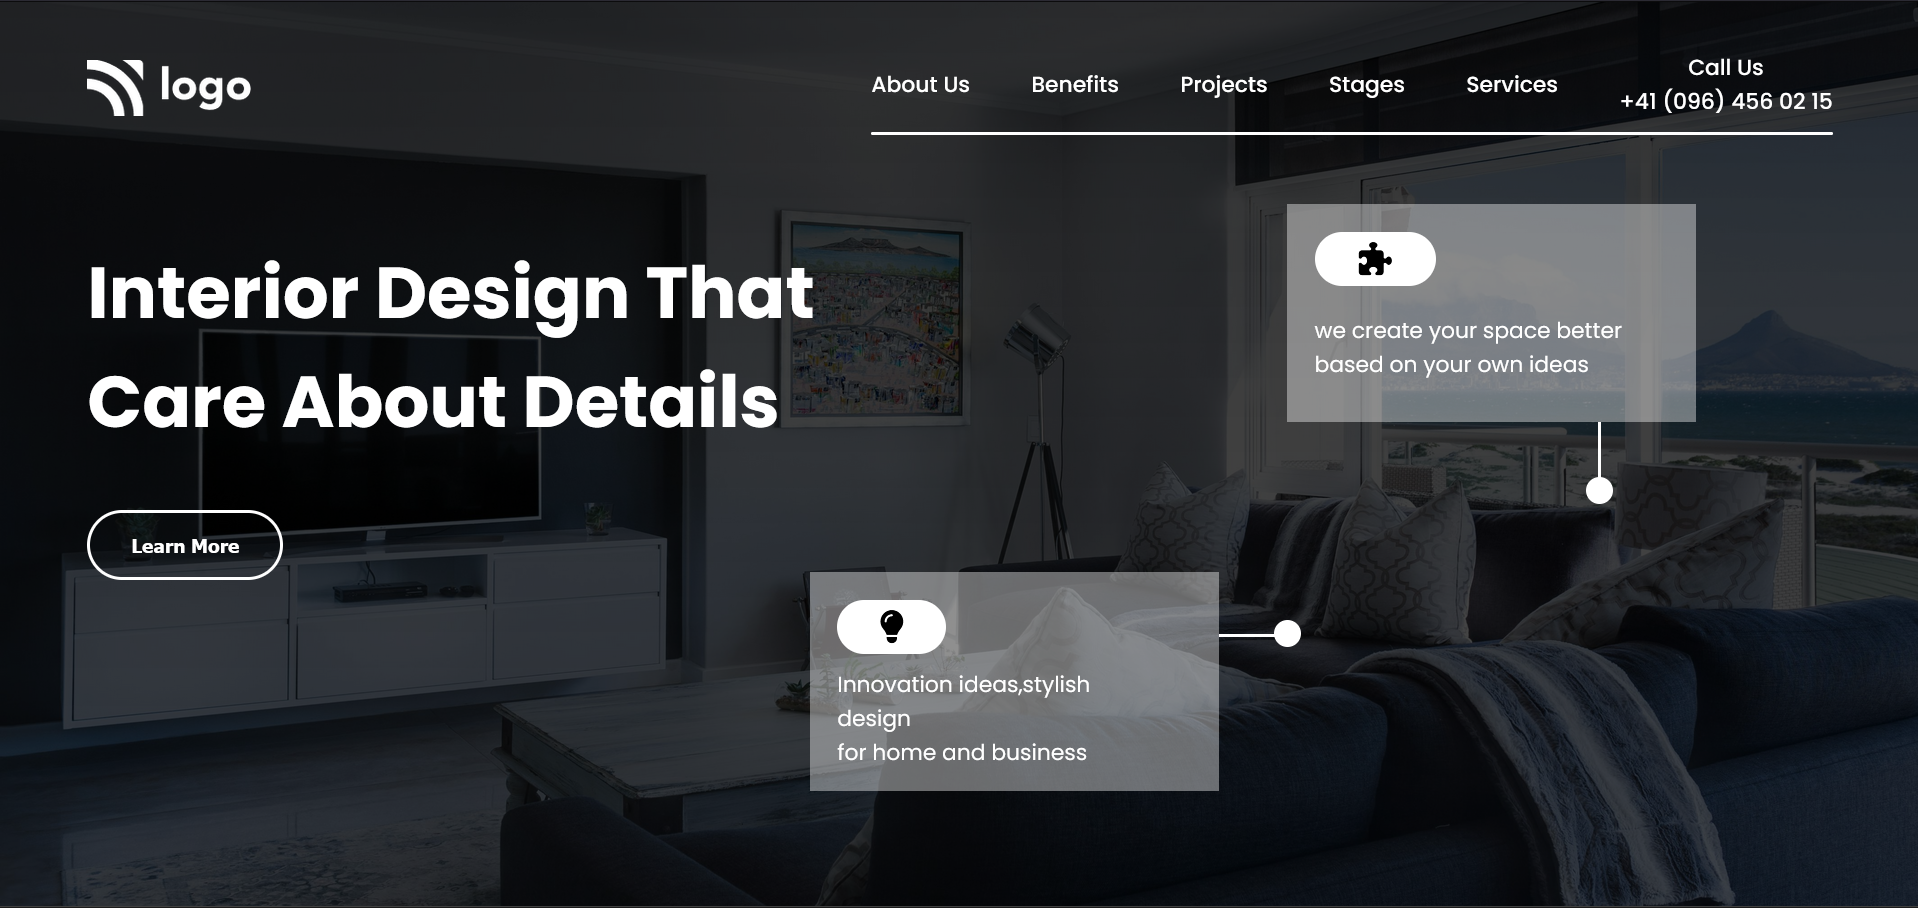 logo
About Us
Benefits
Projects
Stages
Services
Call Us
+41 (096) 456 02 15
Interior Design That
Care About Details
Learn More
we create your space better
based on your own ideas
Innovation ideas,stylish
design
for home and business